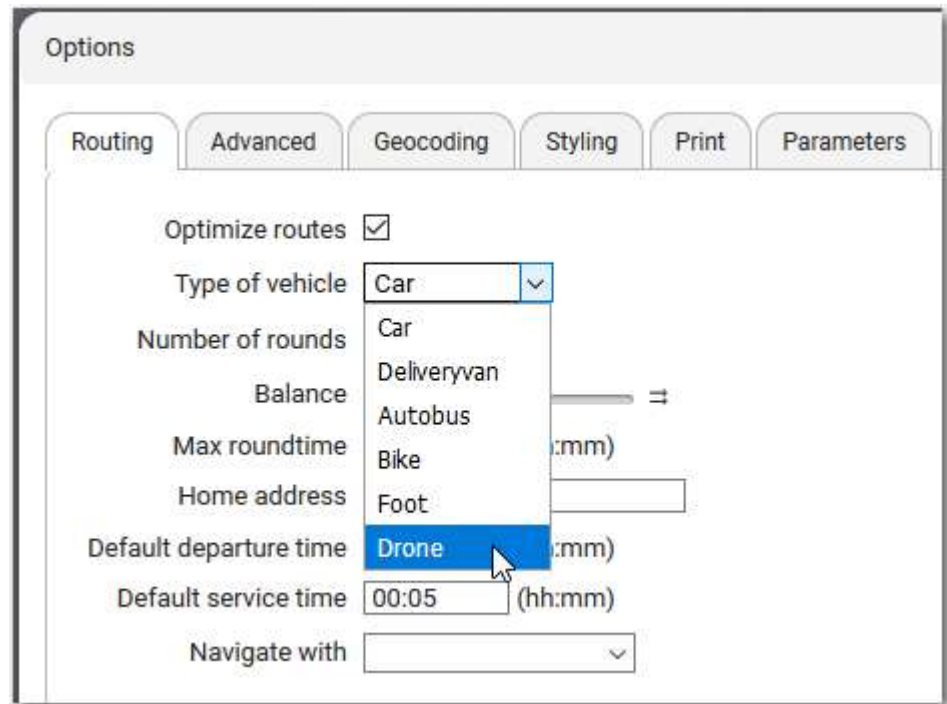 Options
Routing Advanced Geocoding Styling Print Parameters
Optimize routes
Type of vehicle Car
Car
Number of rounds
Deliveryvan
Balance
Autobus
Max roundtime :mm)
Bike
Home address
Foot
Default departure time Drone :mm)
Default service time 00:05 (hh:mm)
Navigate with